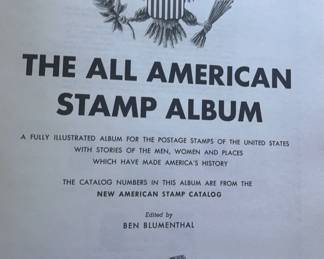 THE ALL AMERICAN
STAMP ALBUM
A FULLY ILLUSTRATED ALBUM FOR THE POSTAGE STAMPS OF THE UNITED STATES
WITH STORIES OF THE MEN, WOMEN AND PLACES
WHICH HAVE MADE AMERICA'S HISTORY
THE CATALOG NUMBERS IN THIS ALBUM ARE FROM THE
NEW AMERICAN STAMP CATALOG
Edited by
BEN BLUMENTHAL